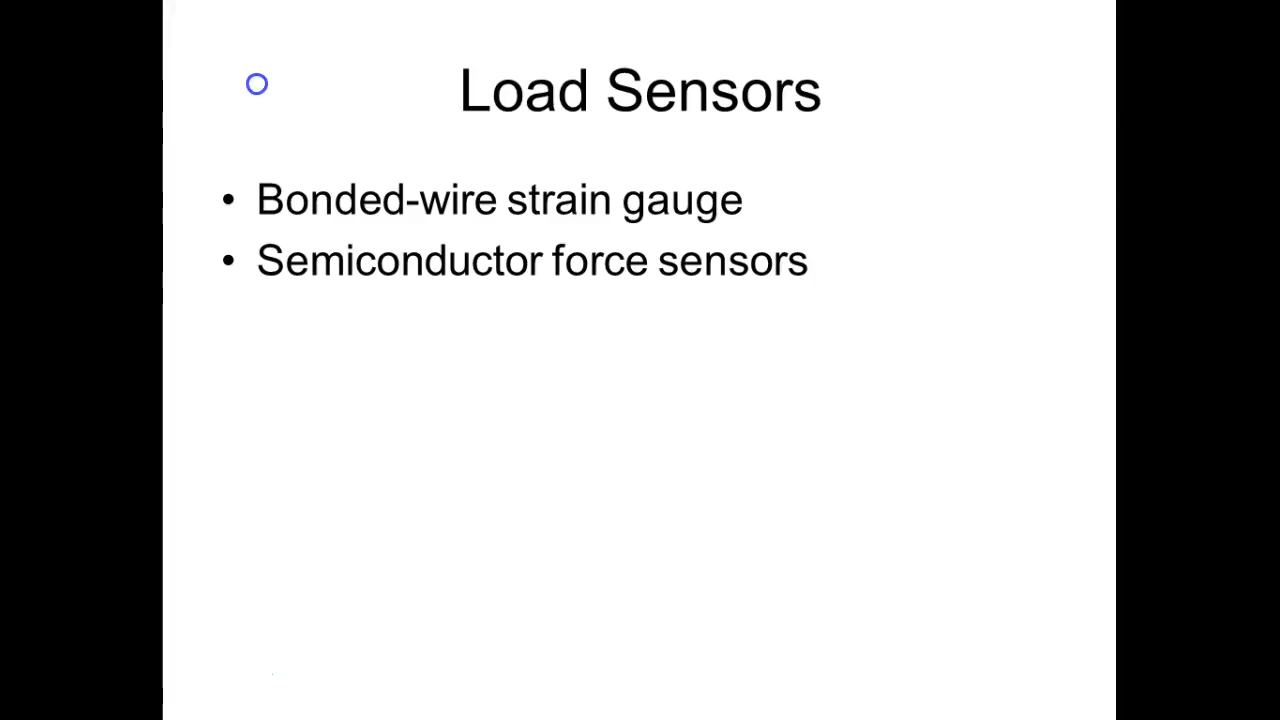 Load Sensors
• Bonded-wire strain gauge
• Semiconductor force sensors